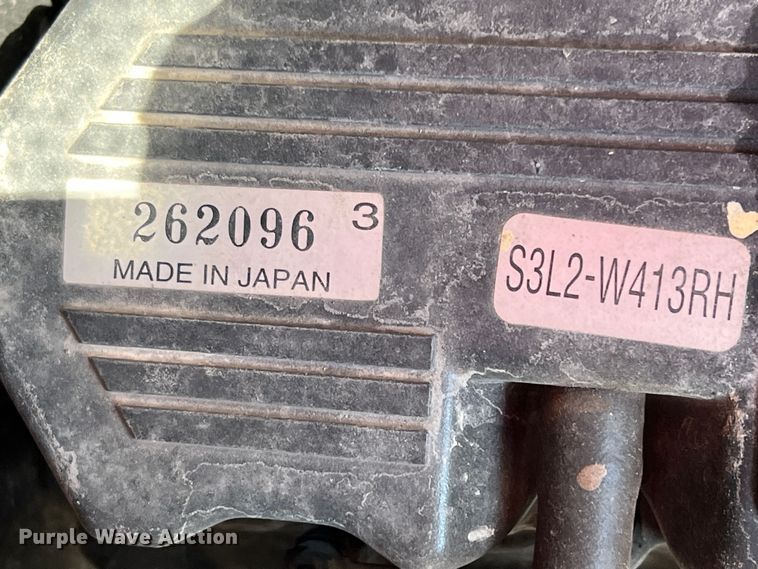 262096 3
MADE IN JAPAN
S3L2-W413RH
Purple Wave Auction